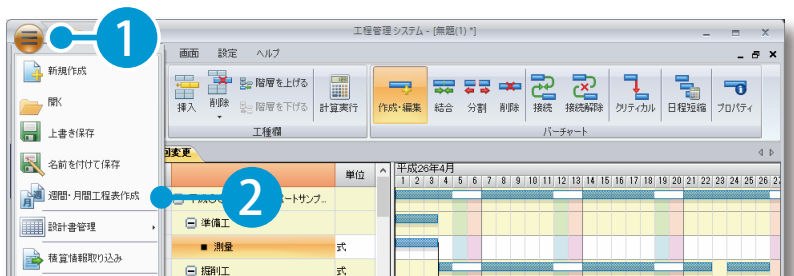 工程管理システム - [無題(1) *]
1
画面 設定 ヘルプ
新規作成
開く
上書き保存
名前を付けて保存
週間・月間工程表作成
設計書管理
積算情報取り込み
2
挿入 削除 階層を上げる
階層を下げる
計算実行
工種欄
作成・編集 結合 分割 削除 接続 接続解除 クリティカル 日程短縮 プロパティ
バーチャート
変更
単位
平成26年4月
1 2 3 4 5 6 7 8 9 10 11 12 13 14 15 16 17 18 19 20 21 22 23 24 25 26 27
ートサンプ...
準備工
測量 式
掘削工 式